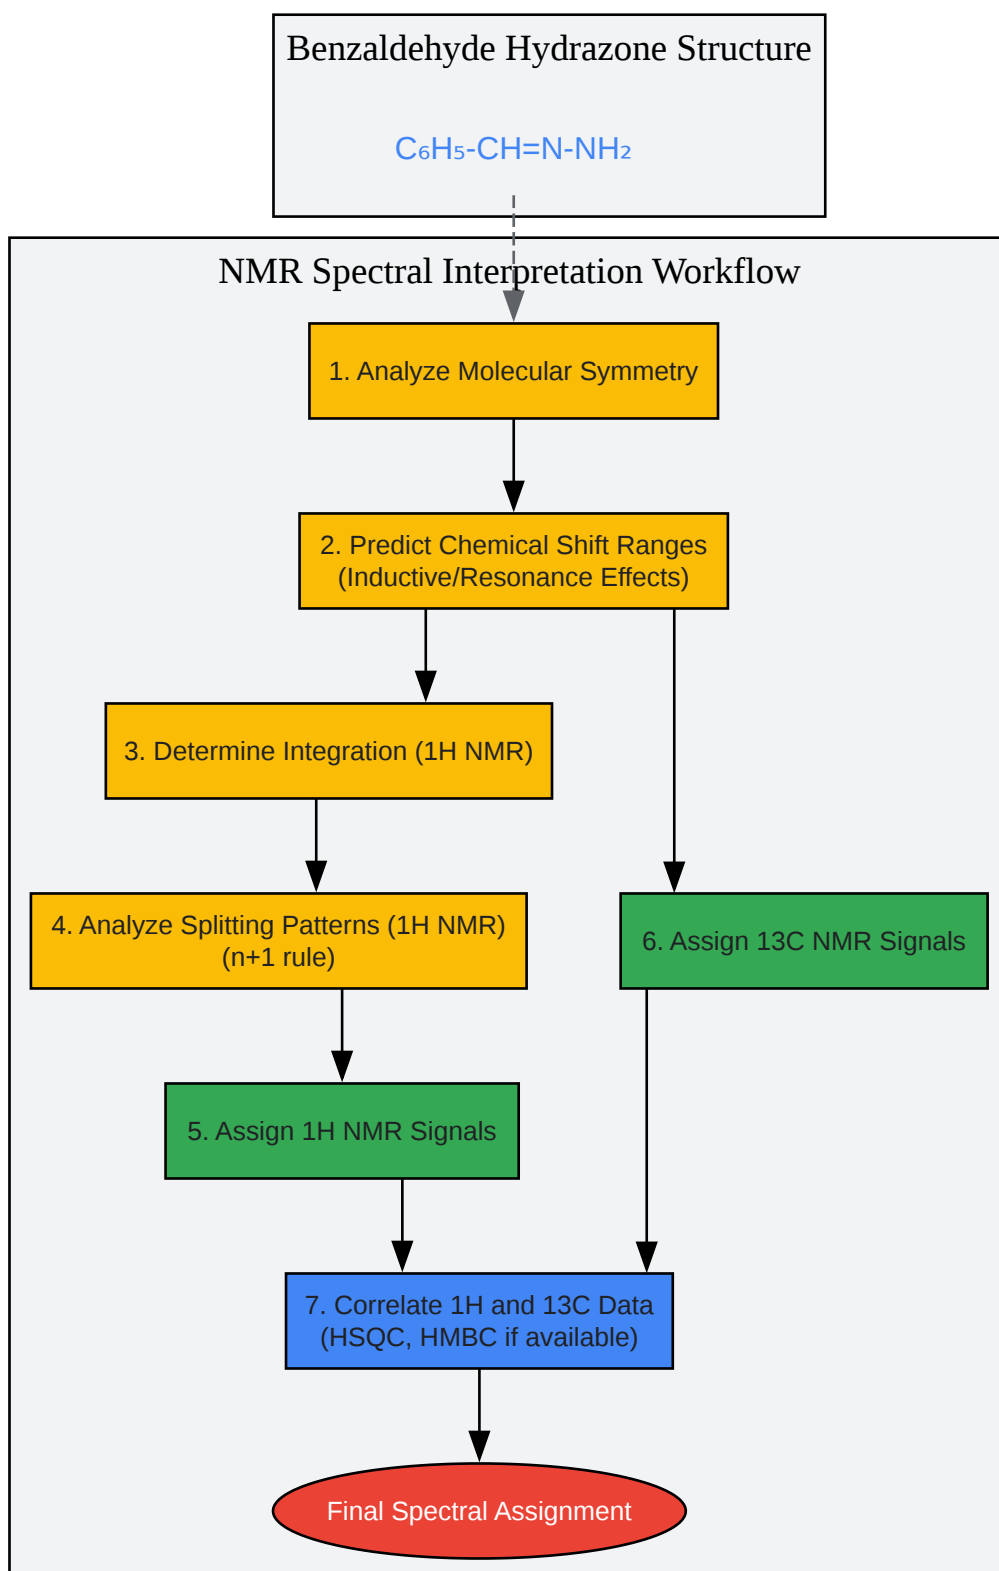 Benzaldehyde Hydrazone Structure
C₆H₅-CH=N-NH₂
NMR Spectral Interpretation Workflow
1. Analyze Molecular Symmetry
2. Predict Chemical Shift Ranges
(Inductive/Resonance Effects)
3. Determine Integration (1H NMR)
4. Analyze Splitting Patterns (1H NMR)
(n+1 rule)
6. Assign 13C NMR Signals
5. Assign 1H NMR Signals
7. Correlate 1H and 13C Data
(HSQC, HMBC if available)
Final Spectral Assignment